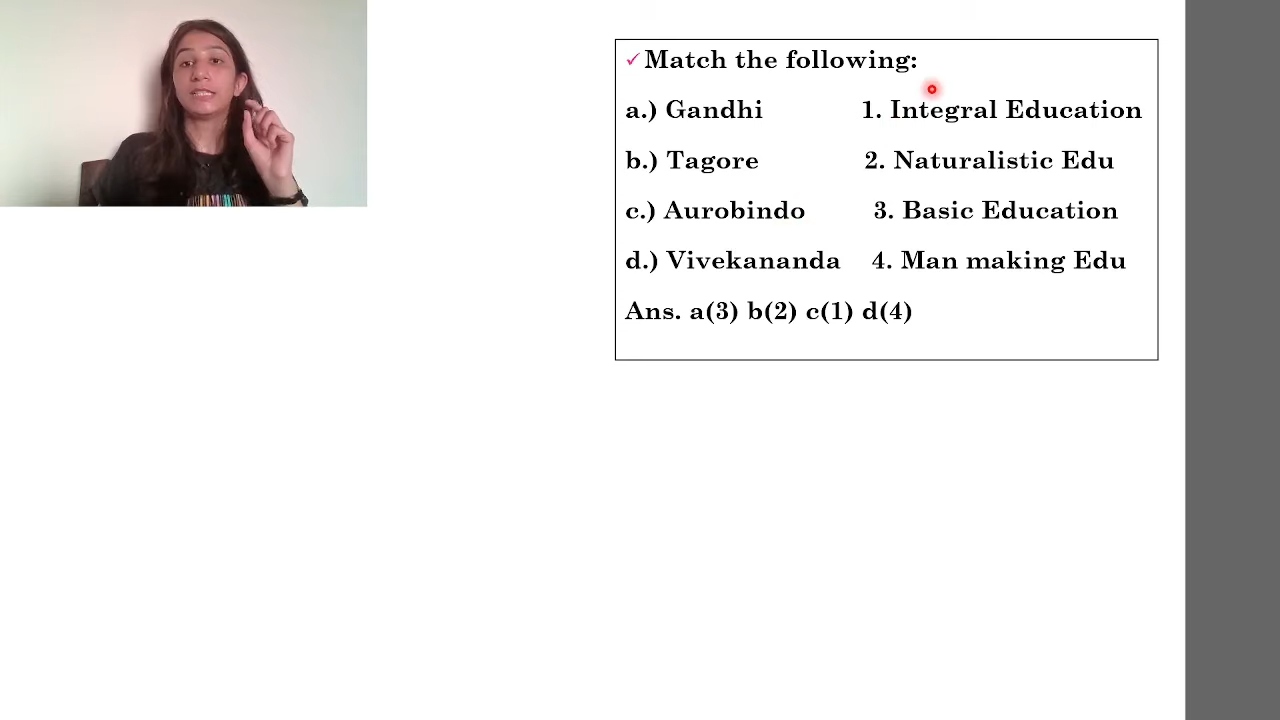 ✓Match the following:
a.) Gandhi 1. Integral Education
b.) Tagore 2. Naturalistic Edu
c.) Aurobindo 3. Basic Education
d.) Vivekananda 4. Man making Edu
Ans. a(3) b(2) c(1) d(4)